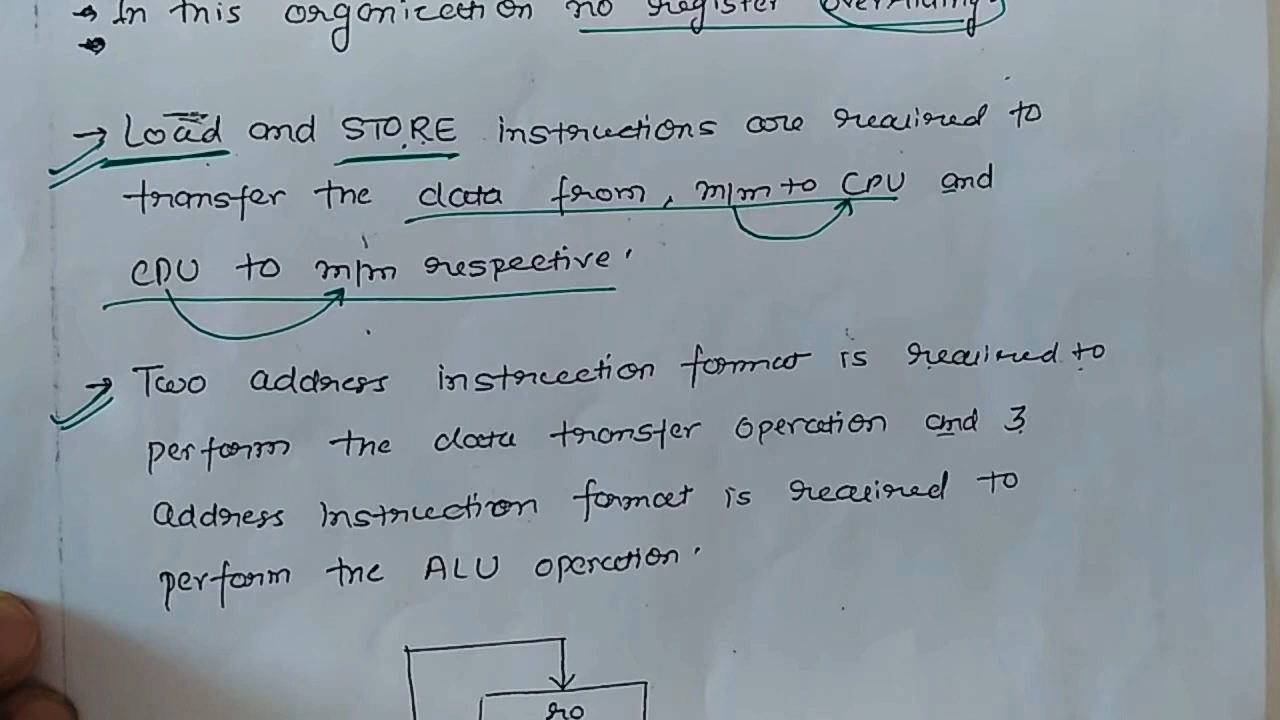 → In this organization no register overriding.
→
→ Load and STORE instructions are required to
transfer the data from, m/m to CPU and
CPU to m/m respective.
→ Two address instruction format is required to
perform the data transfer operation and 3
address instruction format is required to
perform the ALU operation.
r0